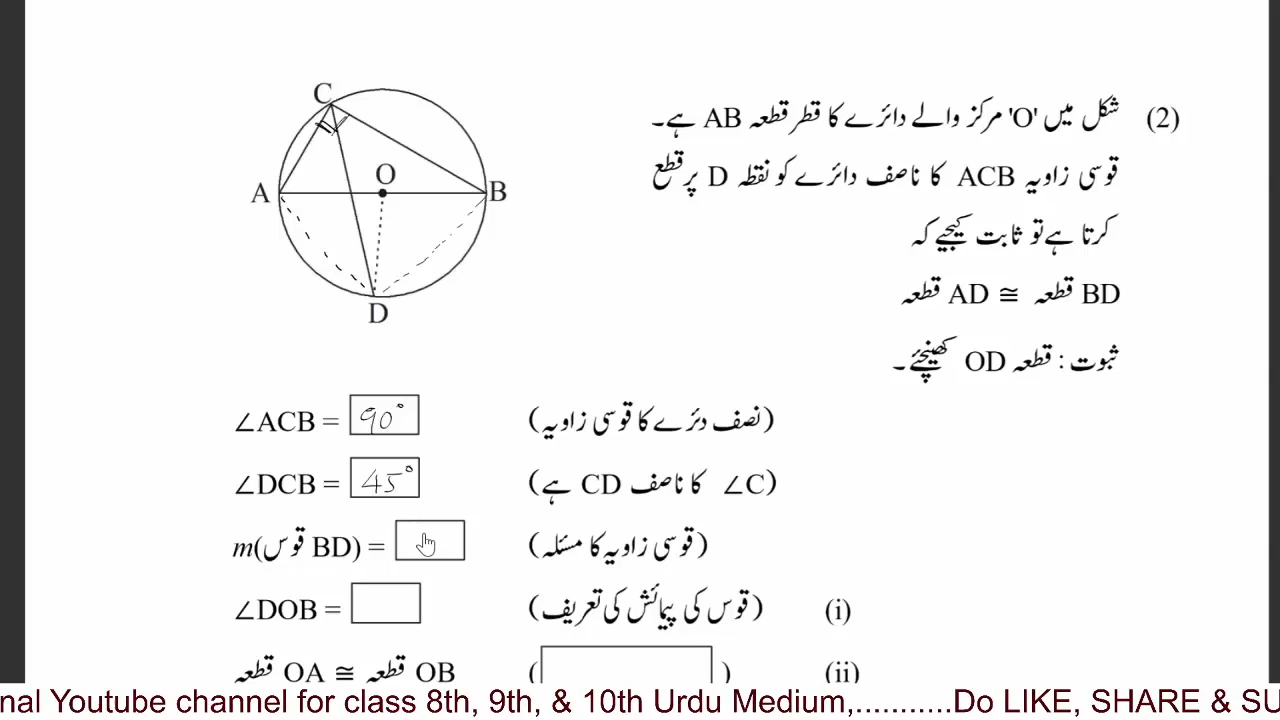 (2) شکل میں 'O' مرکز والے دائرے کا قطر قطعہ AB ہے۔
قوسی زاویہ ACB کا ناصف دائرے کو نقطہ D پر قطع
کرتا ہے تو ثابت کیجیے کہ
قطعہ AD ≅ قطعہ BD
ثبوت : قطعہ OD کھینچئے۔
C
O
A
B
D
∠ACB = 90° (نصف دئرے کا قوسی زاویہ)
∠DCB = 45° (∠C کا ناصف CD ہے)
m(قوس BD) = (قوسی زاویہ کا مسئلہ)
∠DOB = (قوس کی پیمائش کی تعریف) (i)
قطعہ OA ≅ قطعہ OB ( ) (ii)
nal Youtube channel for class 8th, 9th, & 10th Urdu Medium,...........Do LIKE, SHARE & SU